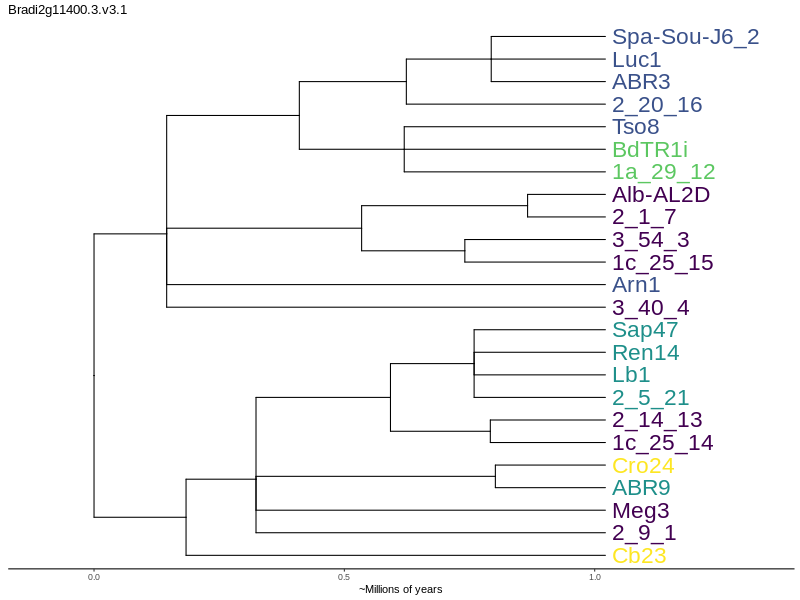 Bradi2g11400.3.v3.1
Spa-Sou-J6_2
Luc1
ABR3
2_20_16
Tso8
BdTR1i
1a_29_12
Alb-AL2D
2_1_7
3_54_3
1c_25_15
Arn1
3_40_4
Sap47
Ren14
Lb1
2_5_21
2_14_13
1c_25_14
Cro24
ABR9
Meg3
2_9_1
Cb23
0.0 0.5 1.0
~Millions of years